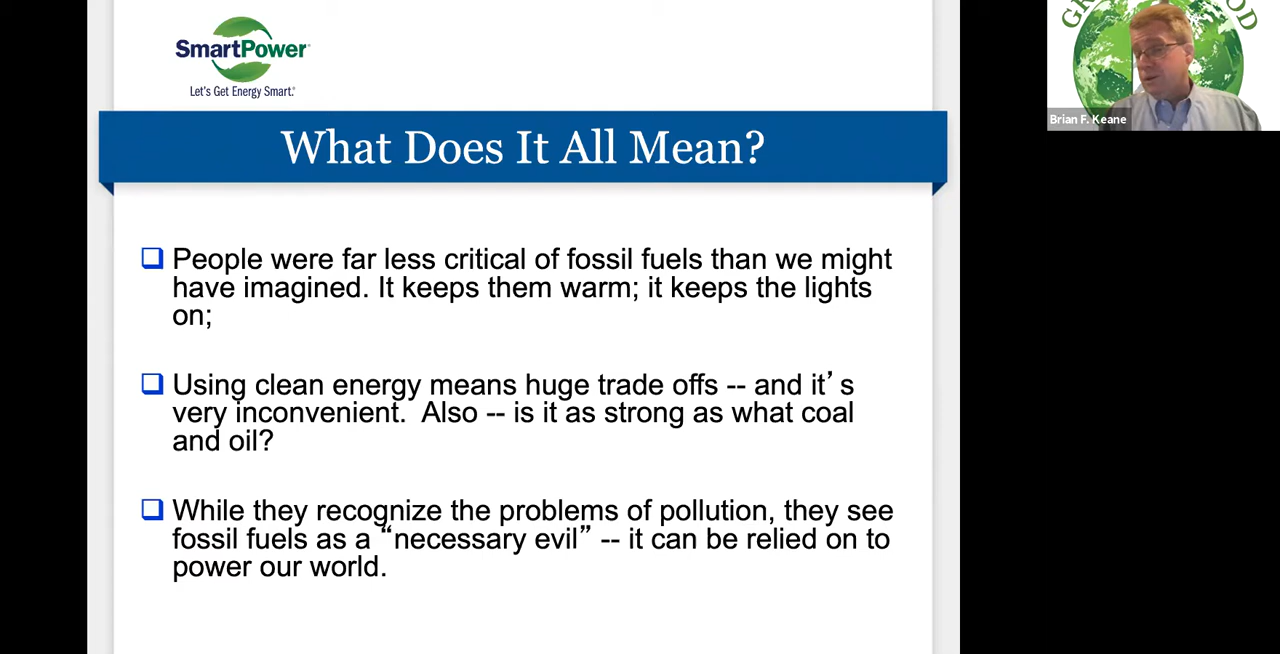 SmartPower
Let's Get Energy Smart.
What Does It All Mean?
People were far less critical of fossil fuels than we might
have imagined. It keeps them warm; it keeps the lights
on;
Using clean energy means huge trade offs -- and it's
very inconvenient.  Also -- is it as strong as what coal
and oil?
While they recognize the problems of pollution, they see
fossil fuels as a “necessary evil” -- it can be relied on to
power our world.
Brian F. Keane